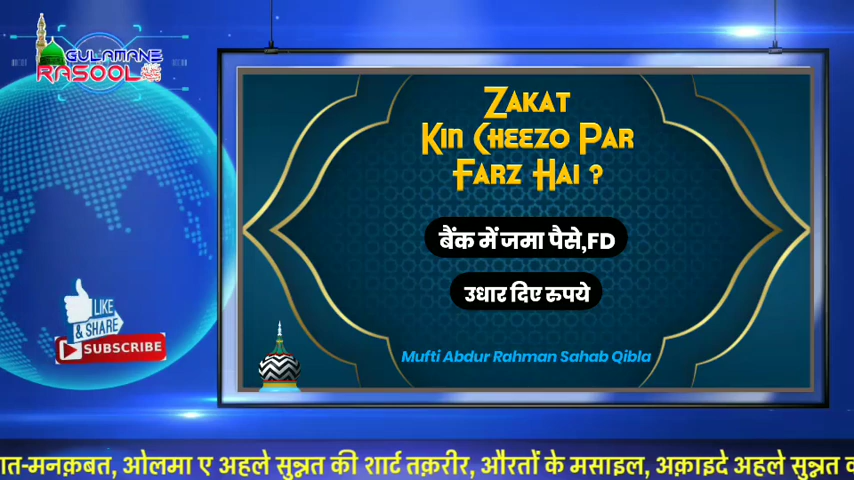 GULAMANE
RASOOL
ZAKAT
KIN CHEEZO PAR
FARZ HAI ?
बैंक में जमा पैसे,FD
उधार दिए रुपये
Mufti Abdur Rahman Sahab Qibla
LIKE
& SHARE
SUBSCRIBE
ात-मनक़बत, ओलमा ए अहले सुन्नत की शार्ट तक़रीर, औरतों के मसाइल, अक़ाइदे अहले सुन्नत व